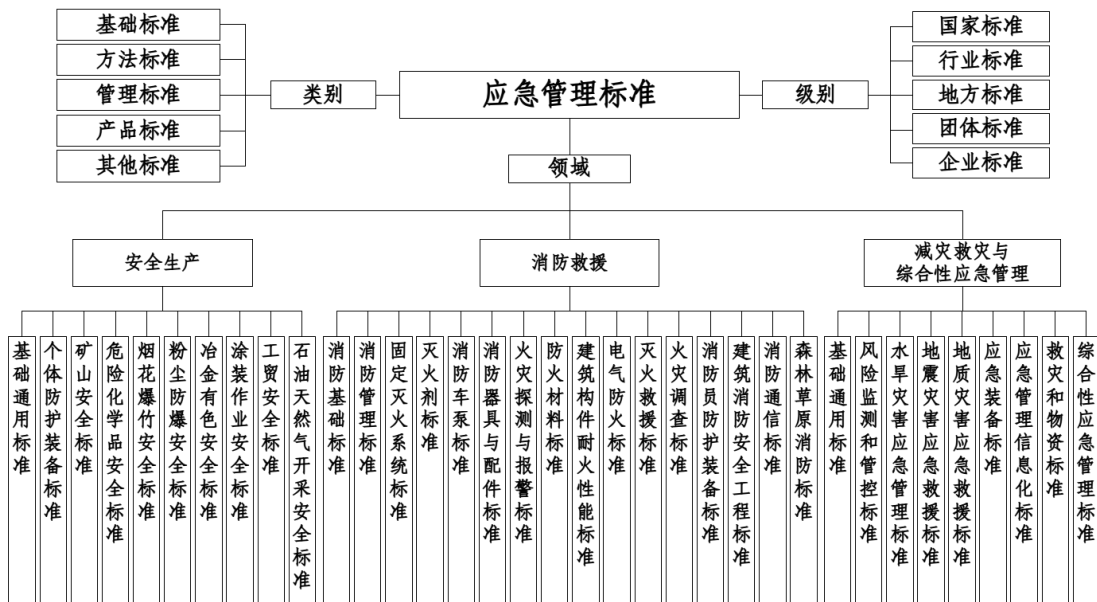 基础标准
方法标准
管理标准
产品标准
其他标准
类别
应急管理标准
级别
国家标准
行业标准
地方标准
团体标准
企业标准
领域
安全生产
消防救援
减灾救灾与
综合性应急管理
基础通用标准
个体防护装备标准
矿山安全标准
危险化学品安全标准
烟花爆竹安全标准
粉尘防爆安全标准
冶金有色安全标准
涂装作业安全标准
工贸安全标准
石油天然气开采安全标准
消防基础标准
消防管理标准
固定灭火系统标准
灭火剂标准
消防车泵标准
消防器具与配件标准
火灾探测与报警标准
防火材料标准
建筑构件耐火性能标准
电气防火标准
灭火救援标准
火灾调查标准
消防员防护装备标准
建筑消防安全工程标准
消防通信标准
森林草原消防标准
基础通用标准
风险监测和管控标准
水旱灾害应急管理标准
地震灾害应急救援标准
地质灾害应急救援标准
应急装备标准
应急管理信息化标准
救灾和物资标准
综合性应急管理标准